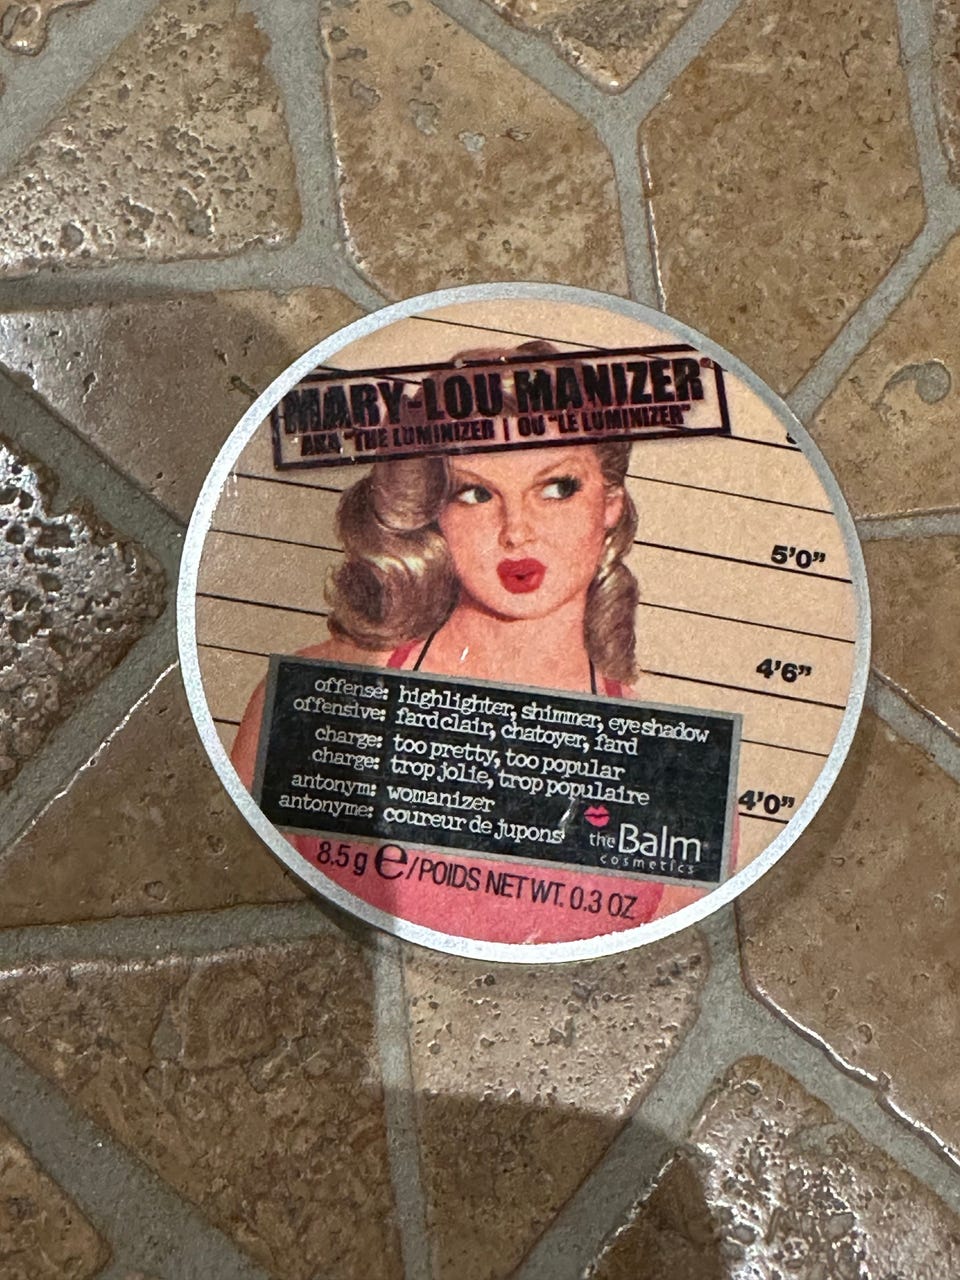 MARY-LOU MANIZER®
AKA "THE LUMINIZER | OU "LE LUMINIZER"
5'0"
4'6"
4'0"
offense: highlighter, shimmer, eyeshadow
offensive: fard clair, chatoyer, fard
charge: too pretty, too popular
charge: trop jolie, trop populaire
antonym: womanizer
antonyme: coureur de jupons
theBalm
cosmetics
8.5 g e/POIDS NET WT. 0.3 OZ